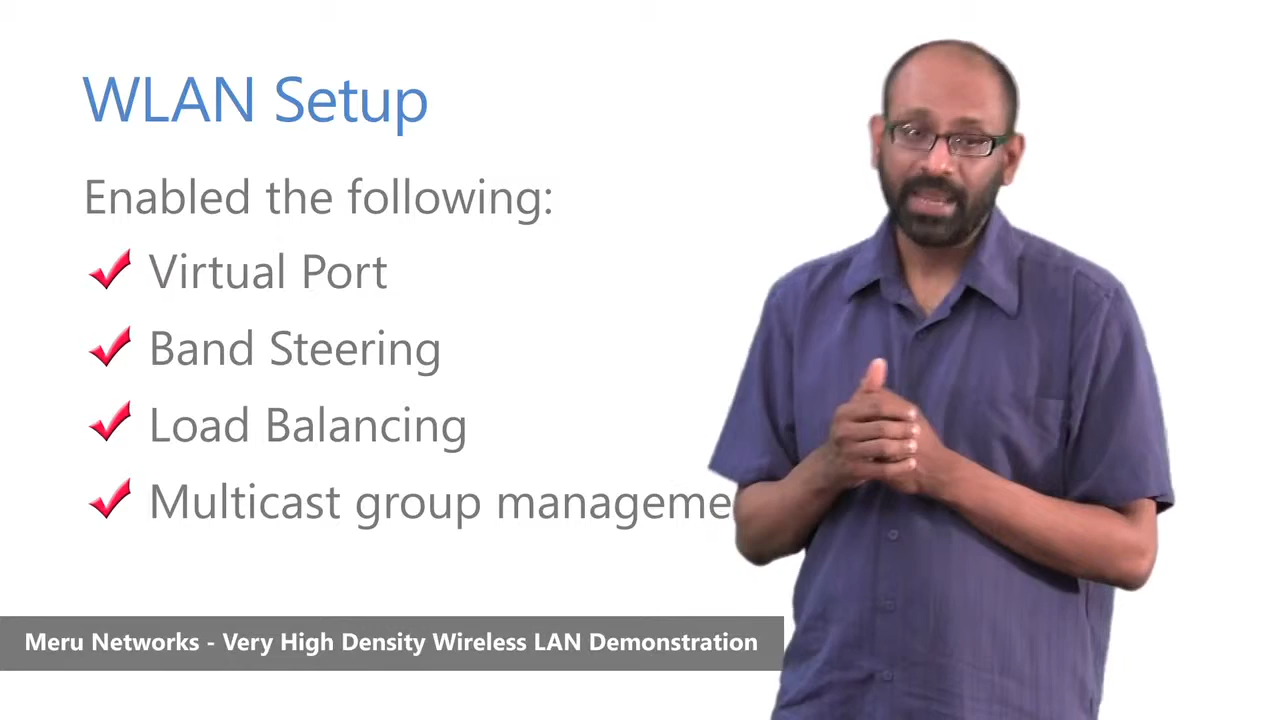 WLAN Setup
Enabled the following:
Virtual Port
Band Steering
Load Balancing
Multicast group manageme
Meru Networks - Very High Density Wireless LAN Demonstration